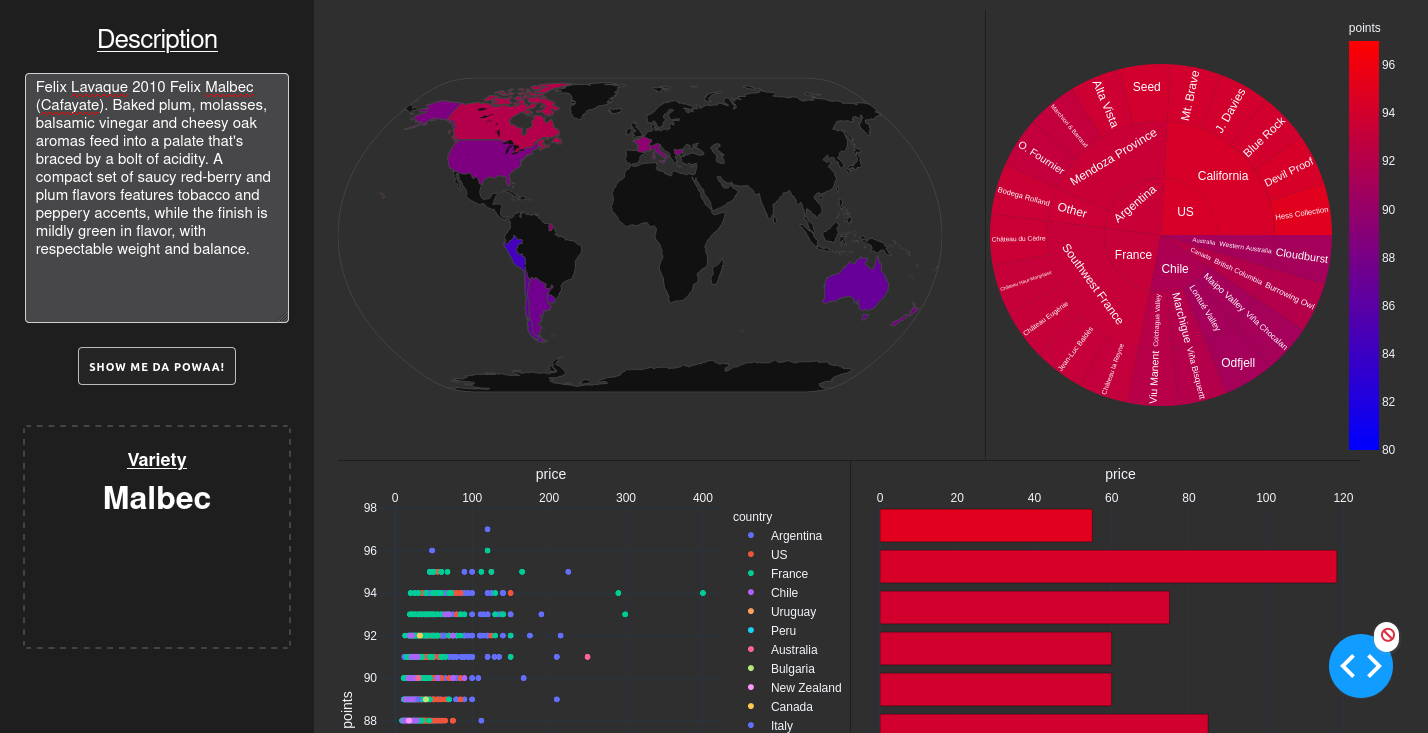 Description
Felix Lavaque 2010 Felix Malbec
(Cafayate). Baked plum, molasses,
balsamic vinegar and cheesy oak
aromas feed into a palate that's
braced by a bolt of acidity. A
compact set of saucy red-berry and
plum flavors features tobacco and
peppery accents, while the finish is
mildly green in flavor, with
respectable weight and balance.
SHOW ME DA POWAA!
Variety
Malbec
points
96
94
92
90
88
86
84
82
80
US
California
Hess Collection
Devil Proof
Blue Rock
J. Davies
Mt. Brave
Argentina
Mendoza Province
Seed
Alta Vista
O. Fournier
Other
Bodega Rolland
France
Southwest France
Château du Cèdre
Château Eugénie
Jean-Luc Baldès
Château la Reyne
Chile
Colchagua Valley
Viu Manent
Marchigue
Viña Bisquertt
Lontué Valley
Odfjell
Maipo Valley
Viña Chocalan
Canada
British Columbia
Burrowing Owl
Australia
Western Australia
Cloudburst
price
0 100 200 300 400
98
96
94
92
90
88
points
country
Argentina
US
France
Chile
Uruguay
Peru
Australia
Bulgaria
New Zealand
Canada
Italy
price
0 20 40 60 80 100 120